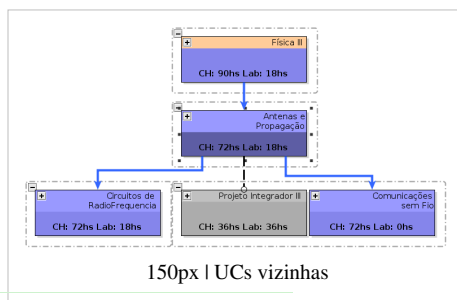 Física III
CH: 90hs Lab: 18hs
Antenas e
Propagação
CH: 72hs Lab: 18hs
Circuitos de
RadioFrequencia
CH: 72hs Lab: 18hs
Projeto Integrador III
CH: 36hs Lab: 36hs
Comunicações
sem Fio
CH: 72hs Lab: 0hs
150px | UCs vizinhas